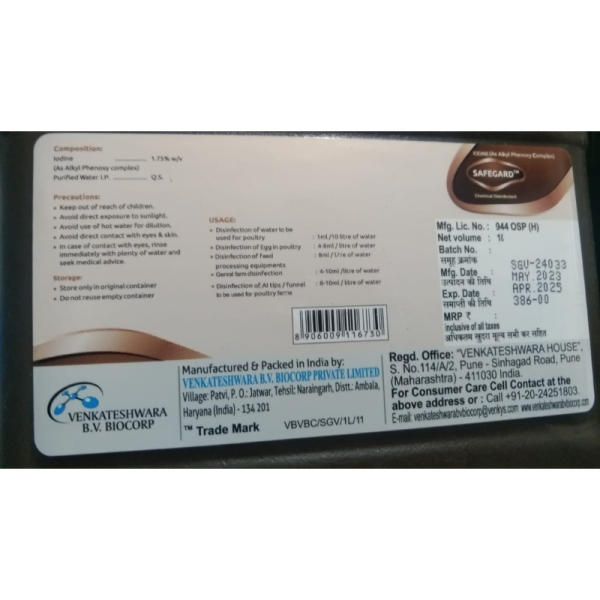 Composition:
Iodine .............. 1.75% w/v
(As Alkyl Phenoxy complex)
Purified Water I.P. .............. Q.S.
Precautions:
• Keep out of reach of children.
• Avoid direct exposure to sunlight.
• Avoid use of hot water for dilution.
• Avoid direct contact with eyes & skin.
• In case of contact with eyes, rinse
immediately with plenty of water and
seek medical advice.
Storage:
• Store only in original container
• Do not reuse empty container
USAGE:
• Disinfection of water to be
used for poultry : 1ml/10 litre of water
• Disinfection of Egg in poultry : 4-8ml / litre of water
• Disinfection of feed : 8ml / litre of water
processing equipments
• General farm disinfection : 4-10ml /litre of water
• Disinfection of AI tips / funnel : 8-10ml / litre of water
to be used for poultry farms
8906009116730
IODINE (As Alkyl Phenoxy Complex)
SAFEGARD™
Chemical Disinfectant
Mfg. Lic. No. : 944 OSP (H)
Net volume : 1l
Batch No. :
समूह क्रमांक SGV-24033
Mfg. Date : MAY.2023
उत्पादन की तिथि
Exp. Date : APR.2025
समाप्ती की तिथि
MRP ₹ : 386-00
inclusive of all taxes
अधिकतम खुदरा मूल्य सभी कर सहित
VENKATESHWARA
B.V. BIOCORP
Manufactured & Packed in India by:
VENKATESHWARA B.V. BIOCORP PRIVATE LIMITED
Village: Patvi, P. O.: Jatwar, Tehsil: Naraingarh, Distt.: Ambala,
Haryana (India) - 134 201
™ Trade Mark VBVBC/SGV/1L/11
Regd. Office: "VENKATESHWARA HOUSE",
S. No.114/A/2, Pune - Sinhagad Road, Pune
(Maharashtra) - 411030 India.
For Consumer Care Cell Contact at the
above address or : Call +91-20-24251803.
E-mail: venkateshwarabvbiocorp@venkys.com www.venkateshwarabvbiocorp.com